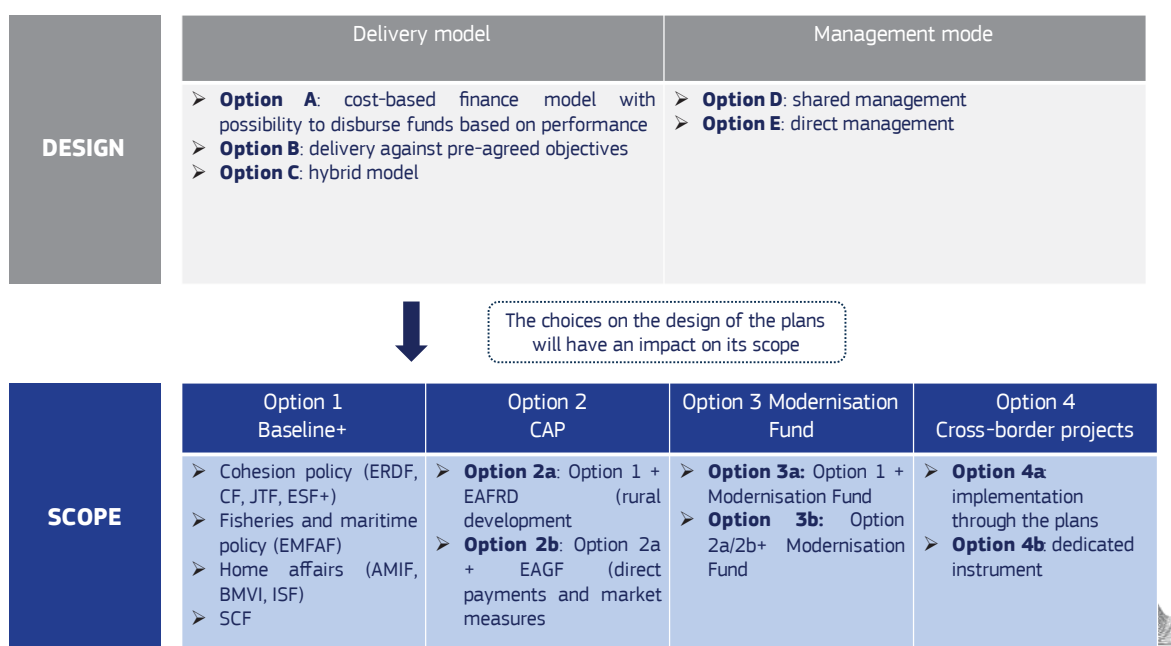 DESIGN
Delivery model
Management mode
➢ Option A: cost-based finance model with
possibility to disburse funds based on performance
➢ Option B: delivery against pre-agreed objectives
➢ Option C: hybrid model
➢ Option D: shared management
➢ Option E: direct management
The choices on the design of the plans
will have an impact on its scope
SCOPE
Option 1
Baseline+
Option 2
CAP
Option 3 Modernisation
Fund
Option 4
Cross-border projects
➢ Cohesion policy (ERDF,
CF, JTF, ESF+)
➢ Fisheries and maritime
policy (EMFAF)
➢ Home affairs (AMIF,
BMVI, ISF)
➢ SCF
➢ Option 2a: Option 1 +
EAFRD (rural
development
➢ Option 2b: Option 2a
+ EAGF (direct
payments and market
measures
➢ Option 3a: Option 1 +
Modernisation Fund
➢ Option 3b: Option
2a/2b+ Modernisation
Fund
➢ Option 4a:
implementation
through the plans
➢ Option 4b: dedicated
instrument